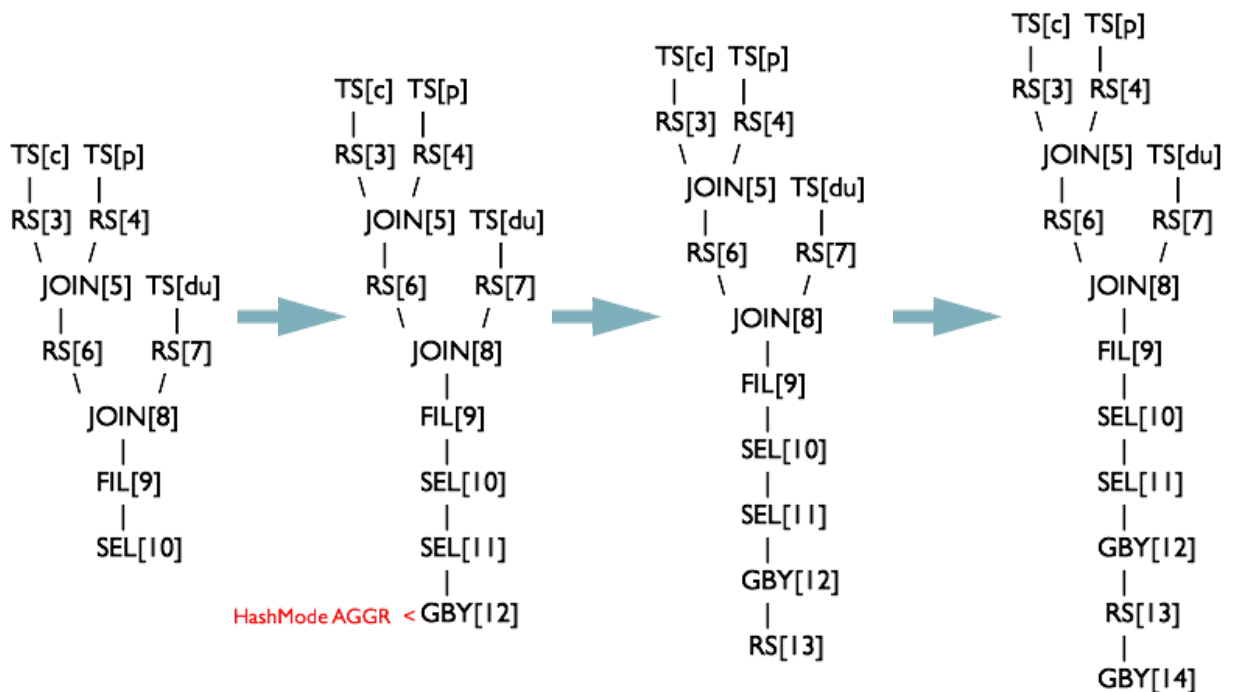 TS[c] TS[p]
RS[3] RS[4]
JOIN[5] TS[du]
RS[6] RS[7]
JOIN[8]
FIL[9]
SEL[10]
TS[c] TS[p]
RS[3] RS[4]
JOIN[5] TS[du]
RS[6] RS[7]
JOIN[8]
FIL[9]
SEL[10]
SEL[11]
HashMode AGGR < GBY[12]
TS[c] TS[p]
RS[3] RS[4]
JOIN[5] TS[du]
RS[6] RS[7]
JOIN[8]
FIL[9]
SEL[10]
SEL[11]
GBY[12]
RS[13]
TS[c] TS[p]
RS[3] RS[4]
JOIN[5] TS[du]
RS[6] RS[7]
JOIN[8]
FIL[9]
SEL[10]
SEL[11]
GBY[12]
RS[13]
GBY[14]